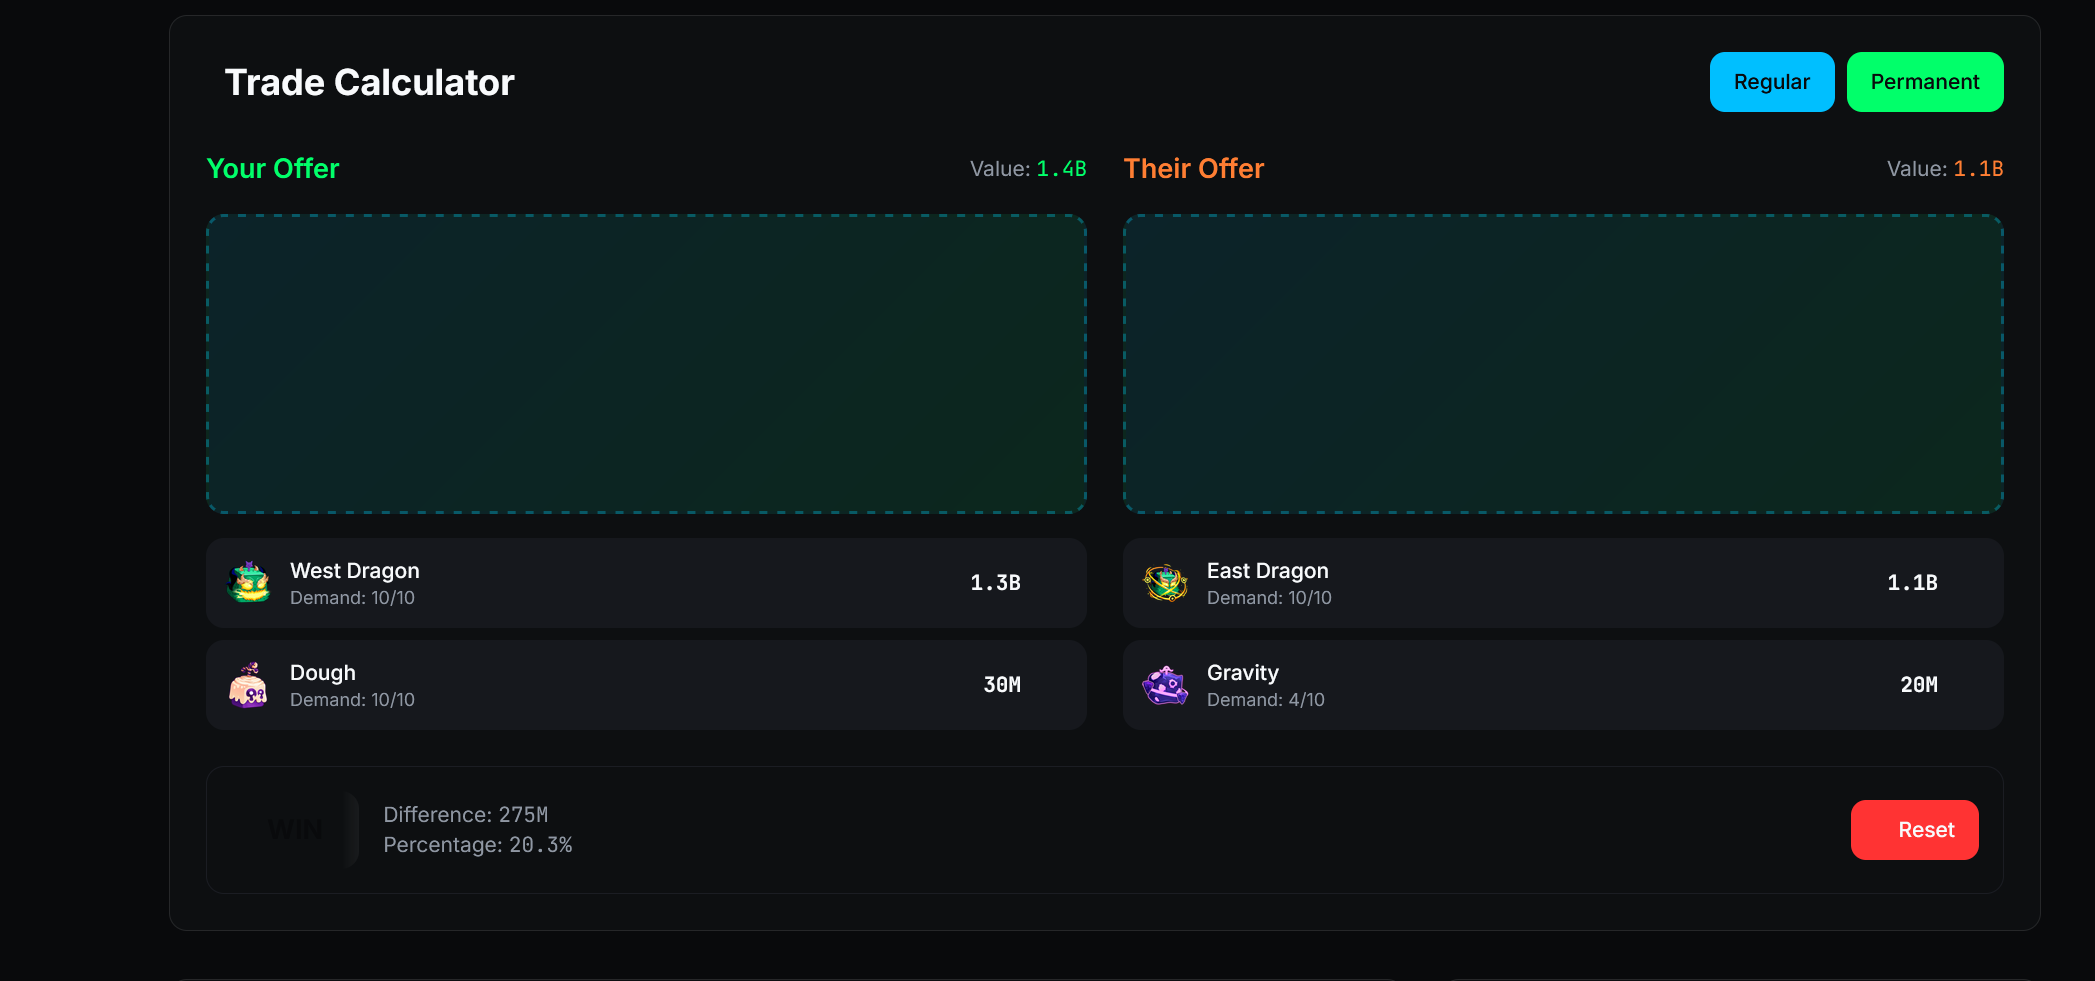 Trade Calculator
Regular
Permanent
Your Offer
Value: 1.4B
Their Offer
Value: 1.1B
West Dragon
Demand: 10/10
1.3B
Dough
Demand: 10/10
30M
East Dragon
Demand: 10/10
1.1B
Gravity
Demand: 4/10
20M
WIN
Difference: 275M
Percentage: 20.3%
Reset